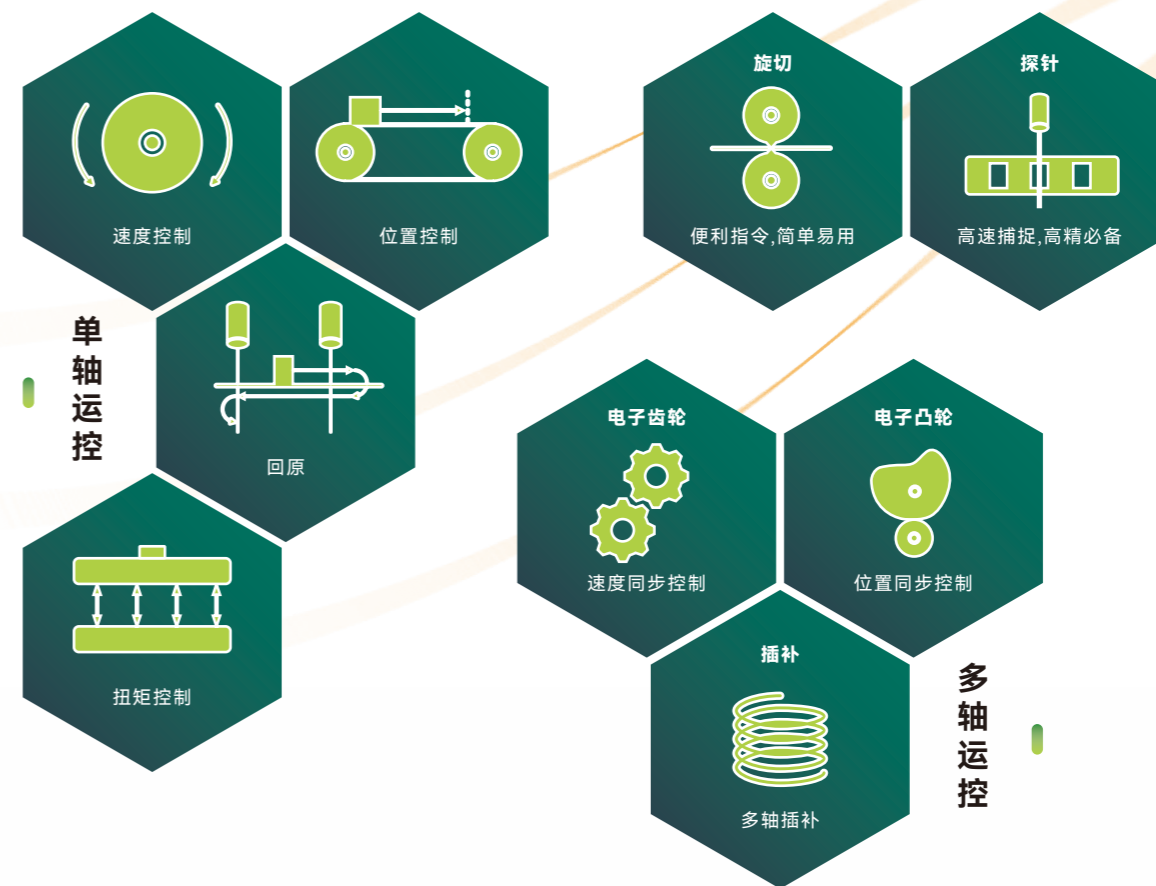 速度控制
位置控制
回原
扭矩控制
单轴运控
旋切
便利指令,简单易用
探针
高速捕捉,高精必备
电子齿轮
速度同步控制
电子凸轮
位置同步控制
插补
多轴插补
多轴运控